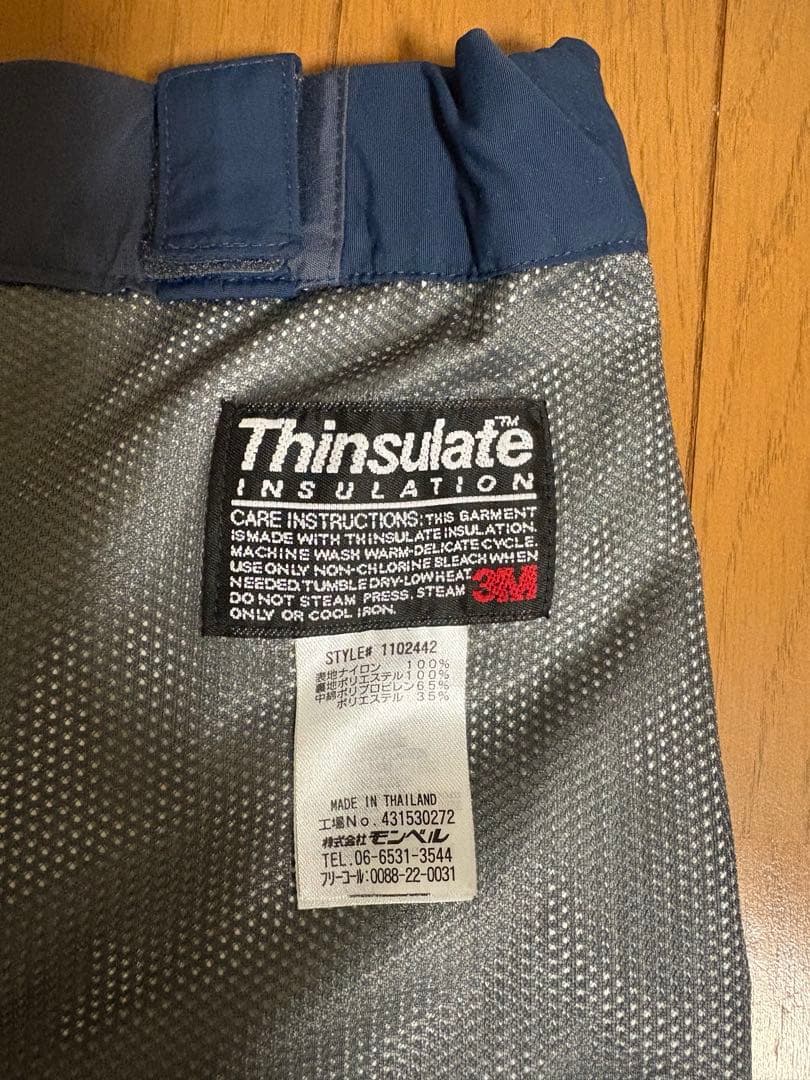 Thinsulate™
INSULATION
CARE INSTRUCTIONS: THIS GARMENT
IS MADE WITH THINSULATE INSULATION.
MACHINE WASH WARM-DELICATE CYCLE.
USE ONLY NON-CHLORINE BLEACH WHEN
NEEDED. TUMBLE DRY-LOW HEAT.
DO NOT STEAM PRESS, STEAM
ONLY OR COOL IRON.
3M
STYLE# 1102442
表地ナイロン 100%
裏地ポリエステル100%
中綿ポリプロピレン65%
ポリエステル 35%
MADE IN THAILAND
工場No. 431530272
株式会社 モンベル
TEL. 06-6531-3544
フリーコール:0088-22-0031